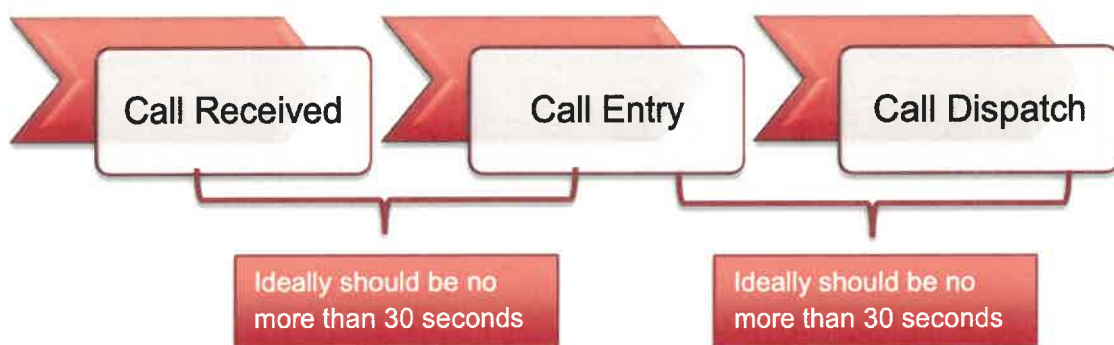 Call Received
Call Entry
Call Dispatch
Ideally should be no
more than 30 seconds
Ideally should be no
more than 30 seconds